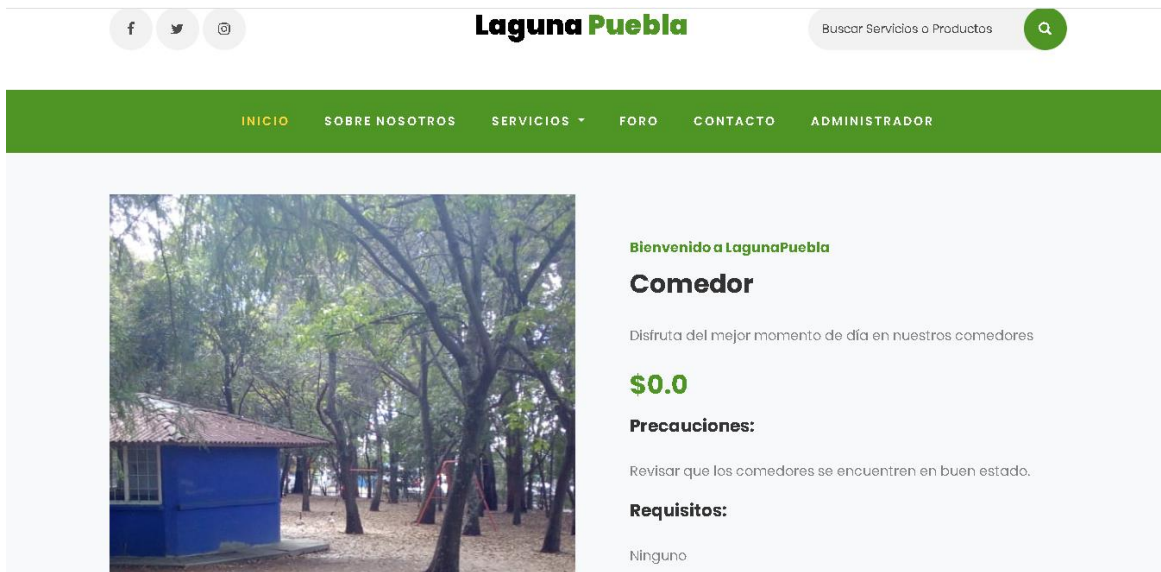 Laguna Puebla
Buscar Servicios o Productos
INICIO SOBRE NOSOTROS SERVICIOS FORO CONTACTO ADMINISTRADOR
Bienvenido a LagunaPuebla
Comedor
Disfruta del mejor momento de día en nuestros comedores
$0.0
Precauciones:
Revisar que los comedores se encuentren en buen estado.
Requisitos:
Ninguno